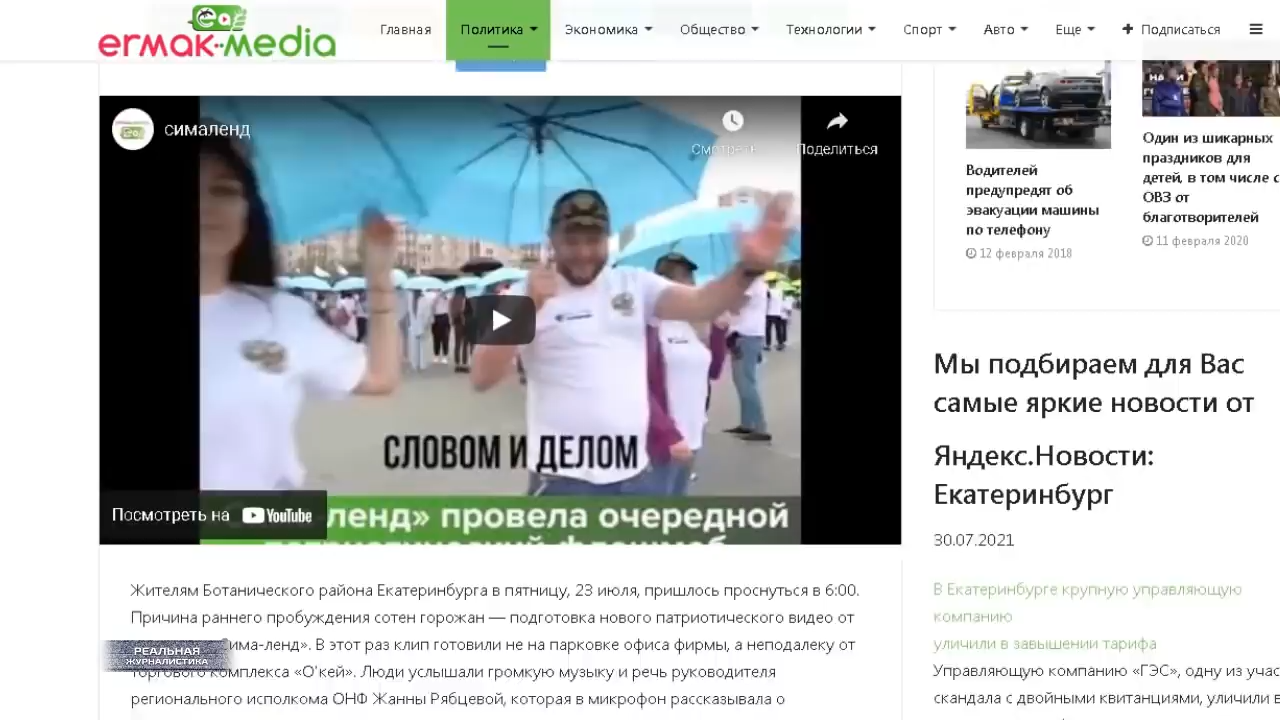 ermak-media
Главная
Политика
Экономика
Общество
Технологии
Спорт
Авто
Еще
Подписаться
сималенд
Смотреть
Поделиться
СЛОВОМ И ДЕЛОМ
ленд» провела очередной
патриотический флешмоб
Посмотреть на YouTube
Жителям Ботанического района Екатеринбурга в пятницу, 23 июля, пришлось проснуться в 6:00.
Причина раннего пробуждения сотен горожан — подготовка нового патриотического видео от
има-ленд». В этот раз клип готовили не на парковке офиса фирмы, а неподалеку от
торгового комплекса «О'кей». Люди услышали громкую музыку и речь руководителя
регионального исполкома ОНФ Жанны Рябцевой, которая в микрофон рассказывала о
РЕАЛЬНАЯ
ЖУРНАЛИСТИКА
Водителей
предупредят об
эвакуации машины
по телефону
12 февраля 2018
Один из шикарных
праздников для
детей, в том числе с
ОВЗ от
благотворителей
11 февраля 2020
Мы подбираем для Вас
самые яркие новости от
Яндекс.Новости:
Екатеринбург
30.07.2021
В Екатеринбурге крупную управляющую
компанию
уличили в завышении тарифа
Управляющую компанию «ГЭС», одну из учас
скандала с двойными квитанциями, уличили в